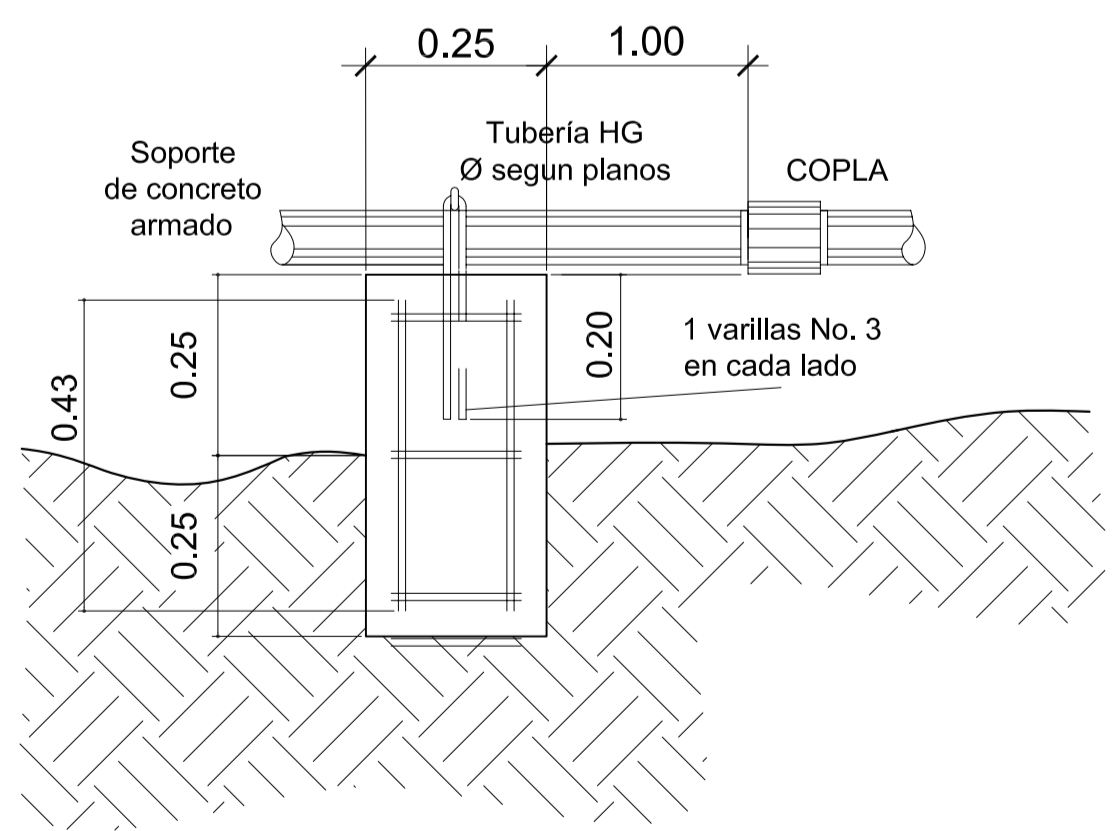 0.25
1.00
Soporte
de concreto
armado
Tubería HG
Ø segun planos
COPLA
0.43
0.25
0.25
0.20
1 varillas No. 3
en cada lado